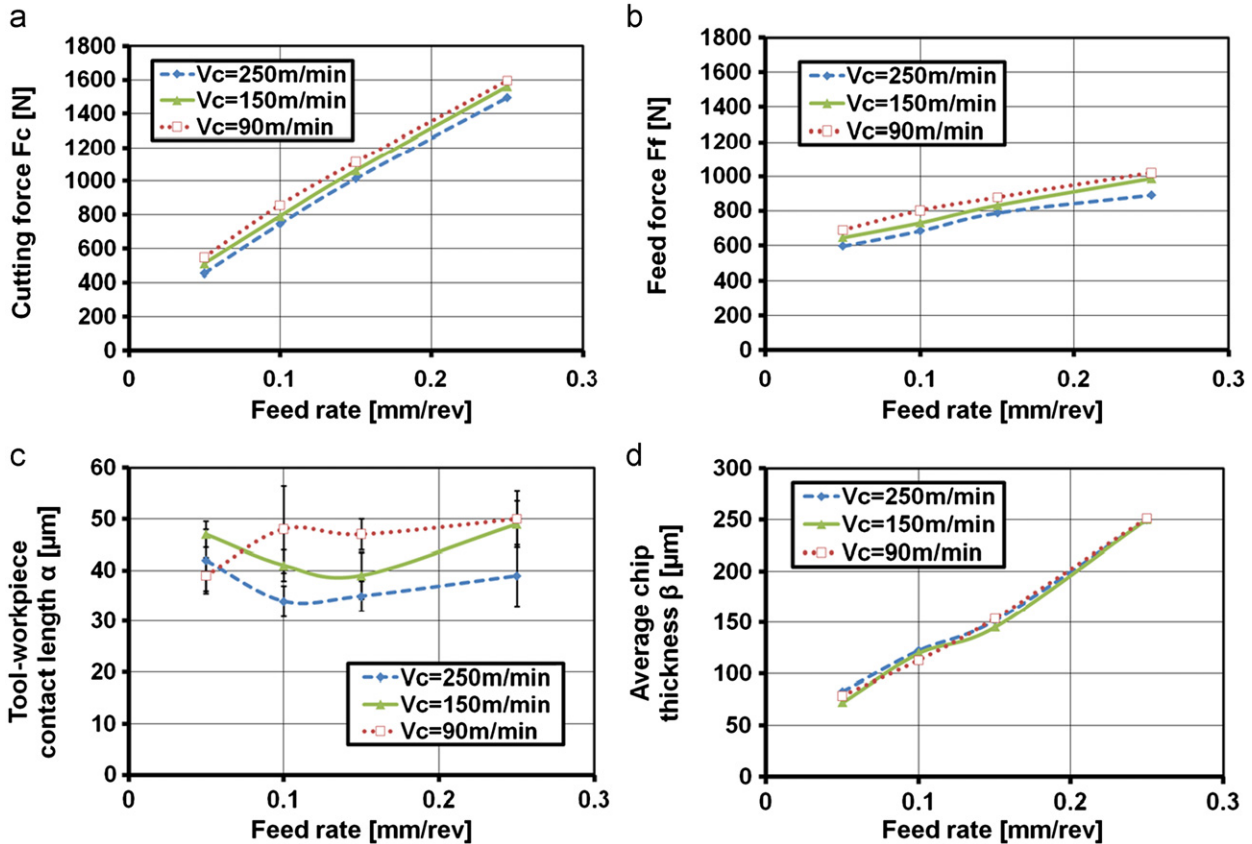 a
Cutting force Fc [N]
1800
1600
1400
1200
1000
800
600
400
200
0
Vc=250m/min
Vc=150m/min
Vc=90m/min
0
0.1
0.2
0.3
Feed rate [mm/rev]
b
Feed force Ff [N]
1800
1600
1400
1200
1000
800
600
400
200
0
Vc=250m/min
Vc=150m/min
Vc=90m/min
0
0.1
0.2
0.3
Feed rate [mm/rev]
c
Tool-workpiece
contact length α [µm]
60
50
40
30
20
10
0
Vc=250m/min
Vc=150m/min
Vc=90m/min
0
0.1
0.2
0.3
Feed rate [mm/rev]
d
Average chip
thickness β [µm]
300
250
200
150
100
50
0
Vc=250m/min
Vc=150m/min
Vc=90m/min
0
0.1
0.2
0.3
Feed rate [mm/rev]